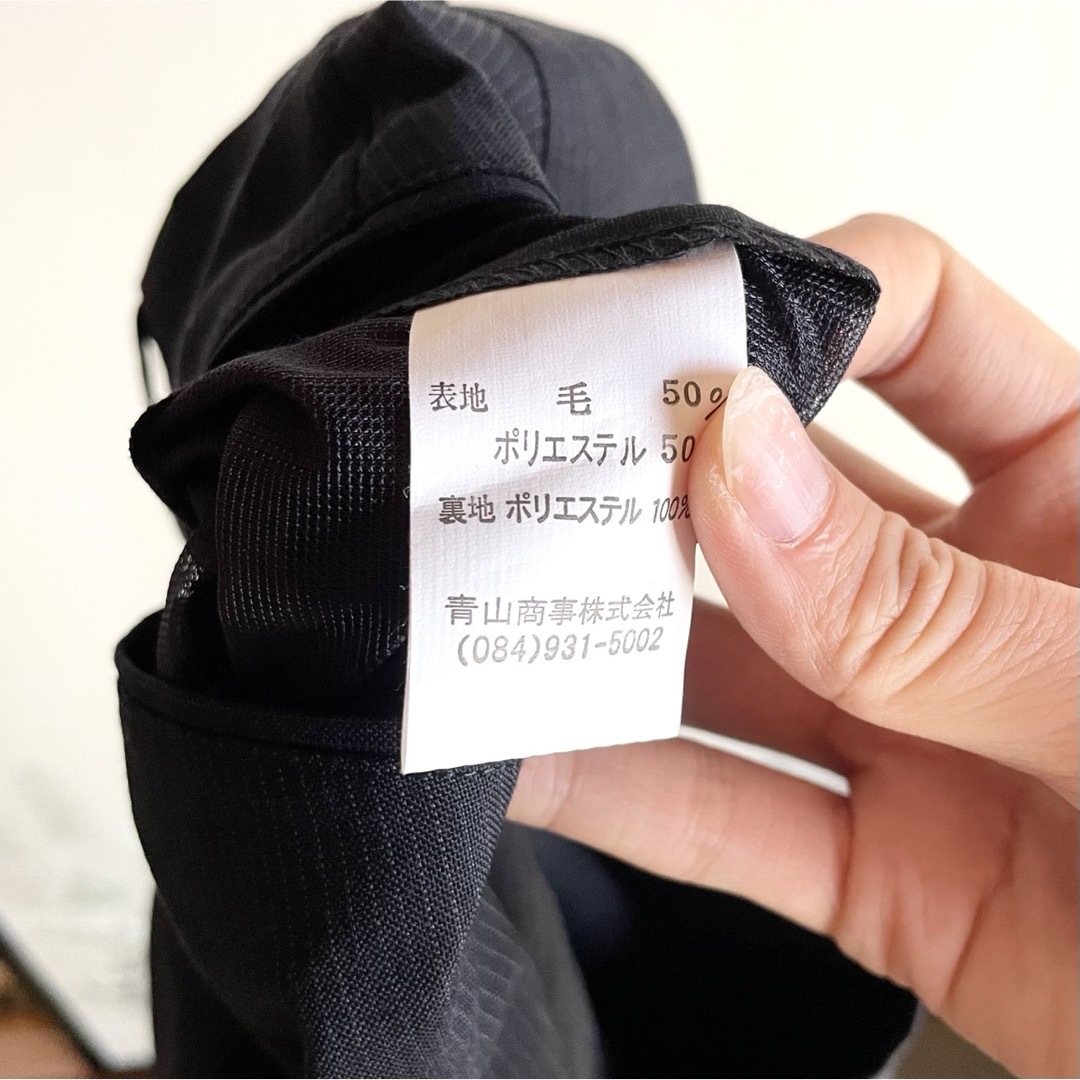 表地 毛 50%
ポリエステル 50
裏地 ポリエステル 100%
青山商事株式会社
(084)931-5002